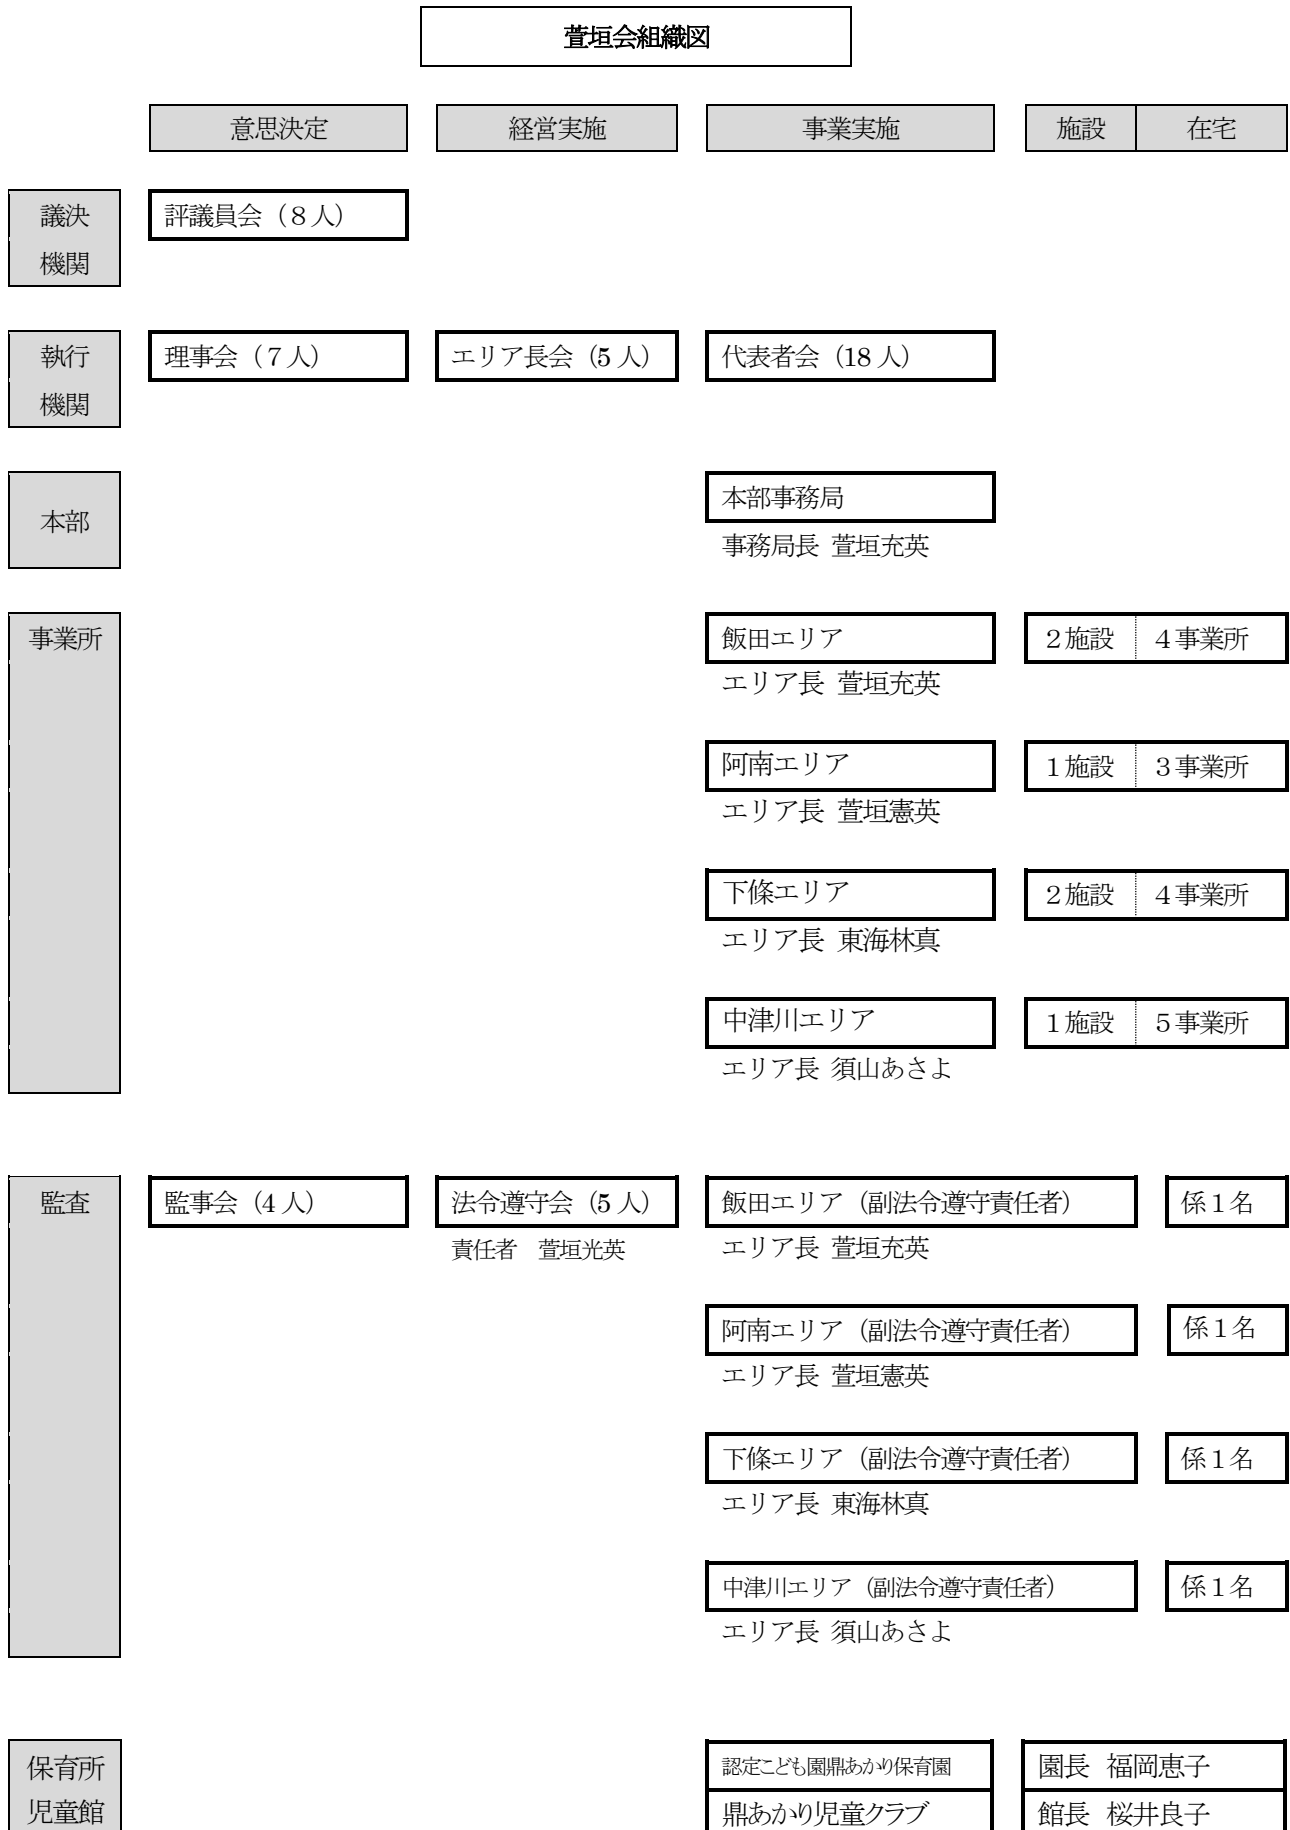 萱垣会組織図
意思決定 経営実施 事業実施 施設 在宅
議決
機関
評議員会（８人）
執行
機関
理事会（７人） エリア長会（5 人） 代表者会（18 人）
本部
本部事務局
事務局長 萱垣充英
事業所
飯田エリア ２施設 ４事業所
エリア長 萱垣充英
阿南エリア １施設 ３事業所
エリア長 萱垣憲英
下條エリア ２施設 ４事業所
エリア長 東海林真
中津川エリア １施設 ５事業所
エリア長 須山あさよ
監査 監事会（4 人） 法令遵守会（5 人） 飯田エリア（副法令遵守責任者） 係１名
責任者　萱垣光英 エリア長 萱垣充英
阿南エリア（副法令遵守責任者） 係１名
エリア長 萱垣憲英
下條エリア（副法令遵守責任者） 係１名
エリア長 東海林真
中津川エリア（副法令遵守責任者） 係１名
エリア長 須山あさよ
保育所
児童館
認定こども園鼎あかり保育園 園長 福岡恵子
鼎あかり児童クラブ 館長 桜井良子